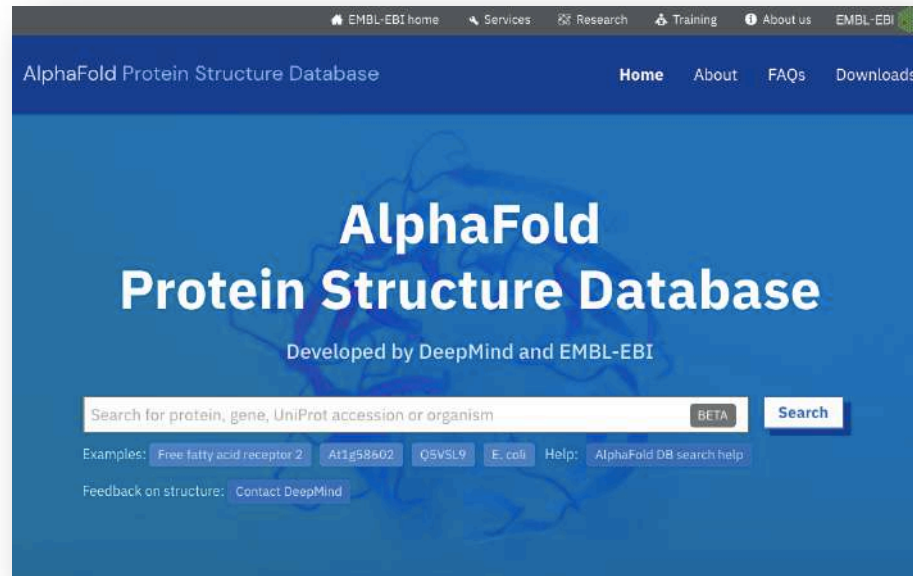 EMBL-EBI home Services Research Training About us EMBL-EBI
AlphaFold Protein Structure Database Home About FAQs Downloads
AlphaFold
Protein Structure Database
Developed by DeepMind and EMBL-EBI
Search for protein, gene, UniProt accession or organism BETA Search
Examples: Free fatty acid receptor 2 At1g58602 Q5VSL9 E. coli Help: AlphaFold DB search help
Feedback on structure: Contact DeepMind